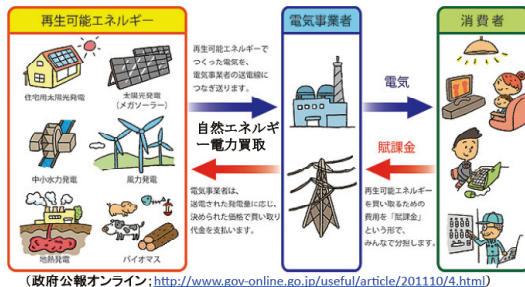 再生可能エネルギー
住宅用太陽光発電
太陽光発電
(メガソーラー)
中小水力発電
風力発電
地熱発電
バイオマス
再生可能エネルギーで
つくった電気を、
電気事業者の送電線に
つなぎ送ります。
自然エネルギ
ー電力買取
電気事業者は、
送電された発電量に応じ、
決められた価格で買い取り
代金を支払います。
電気事業者
電気
賦課金
再生可能エネルギー
を買い取るための
費用を「賦課金」
という形で、
みんなで分担します。
消費者
(政府公報オンライン;http://www.gov-online.go.jp/useful/article/201110/4.html)